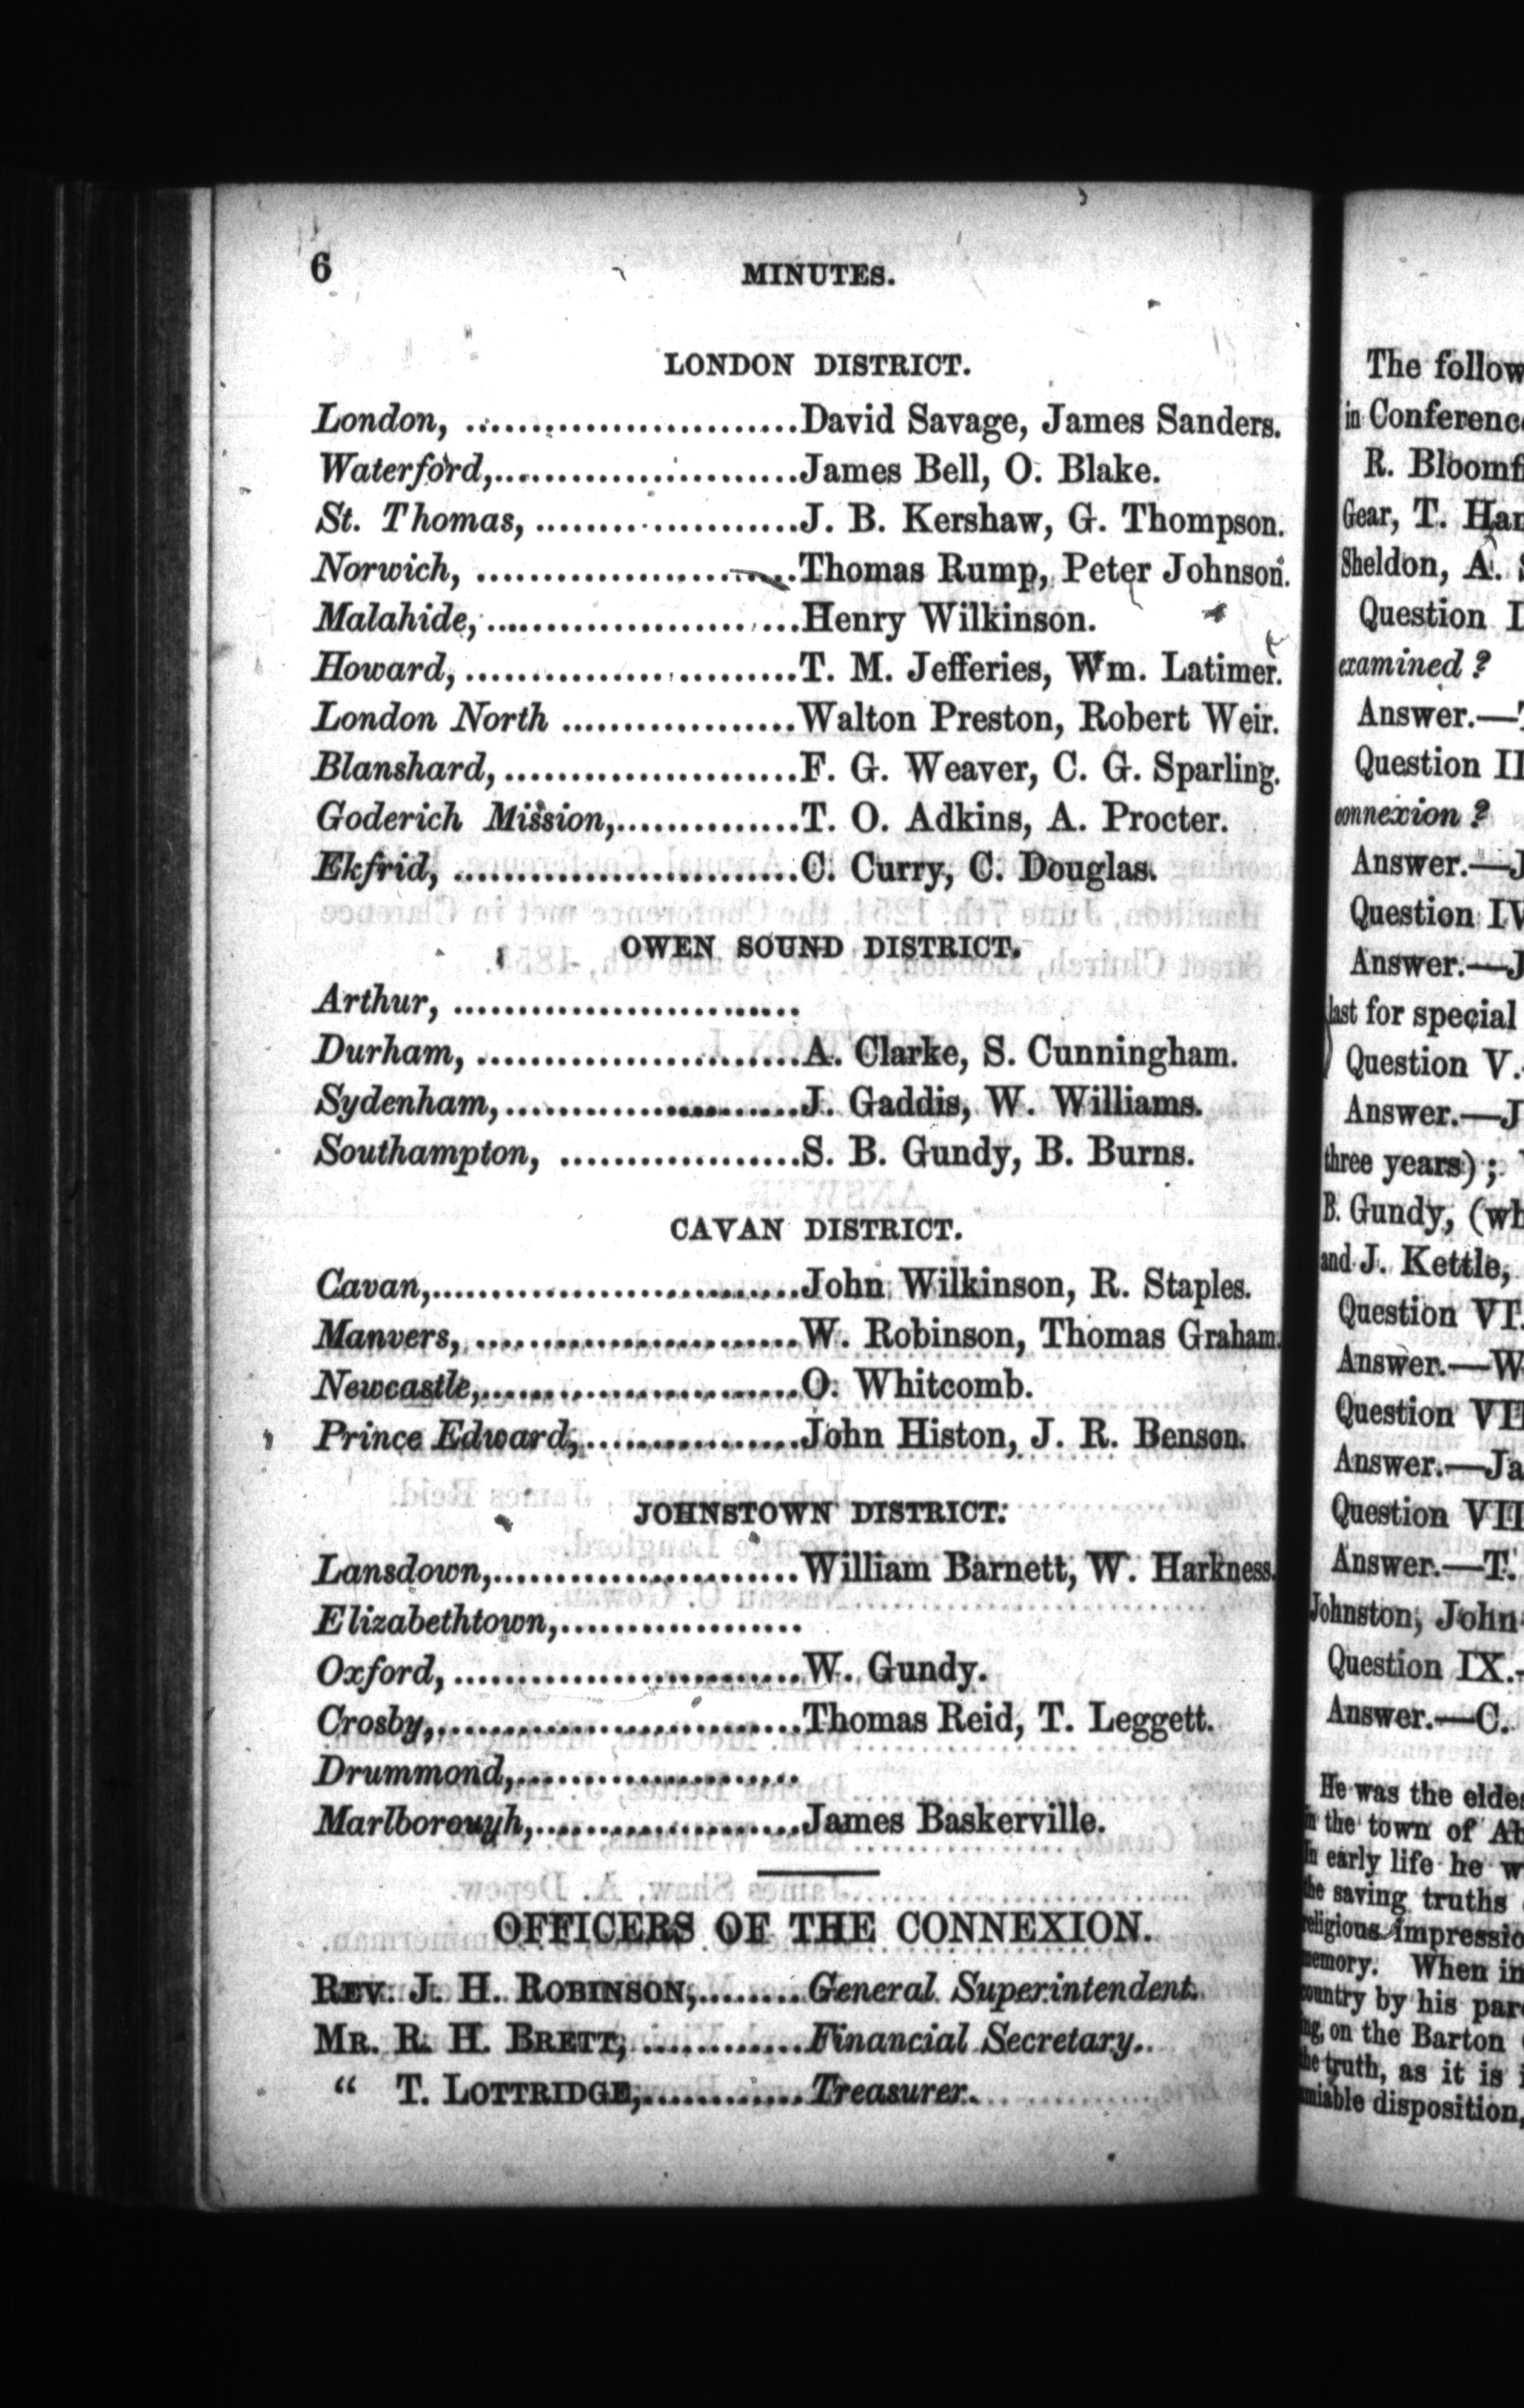 6 MINUTES.
LONDON DISTRICT.
London, ..........................David Savage, James Sanders.
Waterford,........................James Bell, O. Blake.
St. Thomas, .....................J. B. Kershaw, G. Thompson.
Norwich, .........................Thomas Rump, Peter Johnson.
Malahide, ........................Henry Wilkinson.
Howard, ..........................T. M. Jefferies, Wm. Latimer.
London North ..................Walton Preston, Robert Weir.
Blanshard, .......................F. G. Weaver, C. G. Sparling.
Goderich Mission,..............T. O. Adkins, A. Procter.
Ekfrid, ...........................C. Curry, C. Douglas.
OWEN SOUND DISTRICT.
Arthur, ...........................
Durham, .........................A. Clarke, S. Cunningham.
Sydenham,.......................J. Gaddis, W. Williams.
Southampton, ...................S. B. Gundy, B. Burns.
CAVAN DISTRICT.
Cavan,.............................John Wilkinson, R. Staples.
Manvers, .........................W. Robinson, Thomas Graham.
Newcastle,........................O. Whitcomb.
Prince Edward,.................John Histon, J. R. Benson.
JOHNSTOWN DISTRICT.
Lansdown,........................William Barnett, W. Harkness.
Elizabethtown,...................
Oxford, ...........................W. Gundy.
Crosby,............................Thomas Reid, T. Leggett.
Drummond,......................
Marlborough,.....................James Baskerville.
OFFICERS OF THE CONNEXION.
REV. J. H. ROBINSON,........General Superintendent.
MR. R. H. BRETT, .............Financial Secretary.
" T. LOTTRIDGE,.............Treasurer.
The follow
in Conference
R. Bloomf
Gear, T. Har
Sheldon, A.
Question I
examined ?
Answer.—
Question II
connexion ?
Answer.—J
Question IV
Answer.—J
last for special
Question V.
Answer.—J
three years) ;
B. Gundy, (wh
and J. Kettle,
Question VI.
Answer.—W
Question VII
Answer.—Ja
Question VII
Answer.—T.
Johnston, John
Question IX.
Answer.—C.
He was the eldes
in the town of Ab
In early life he w
the saving truths
religious impressio
memory. When in
country by his pare
ing, on the Barton
the truth, as it is i
amiable disposition,